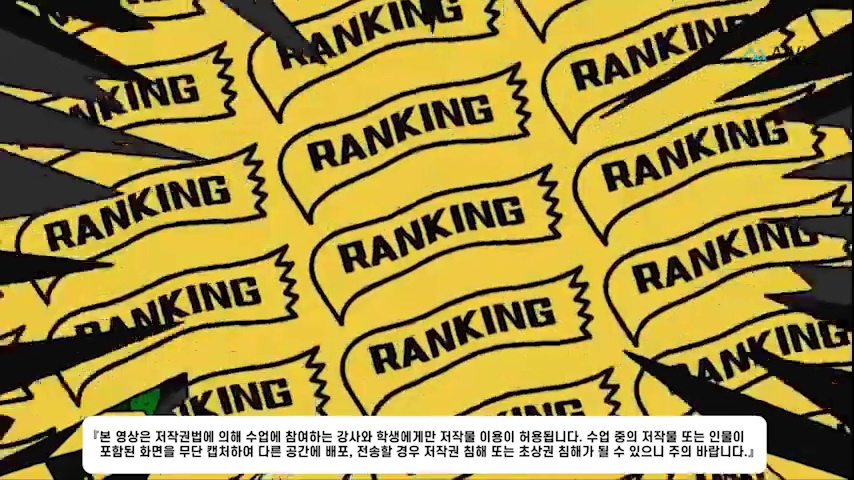 RANKING
RANKING
RANKING
RANKING
RANKING
RANKING
RANKING
RANKING
RANKING
RANKING
RANKING
『본 영상은 저작권법에 의해 수업에 참여하는 강사와 학생에게만 저작물 이용이 허용됩니다. 수업 중의 저작물 또는 인물이
포함된 화면을 무단 캡처하여 다른 공간에 배포, 전송할 경우 저작권 침해 또는 초상권 침해가 될 수 있으니 주의 바랍니다.』